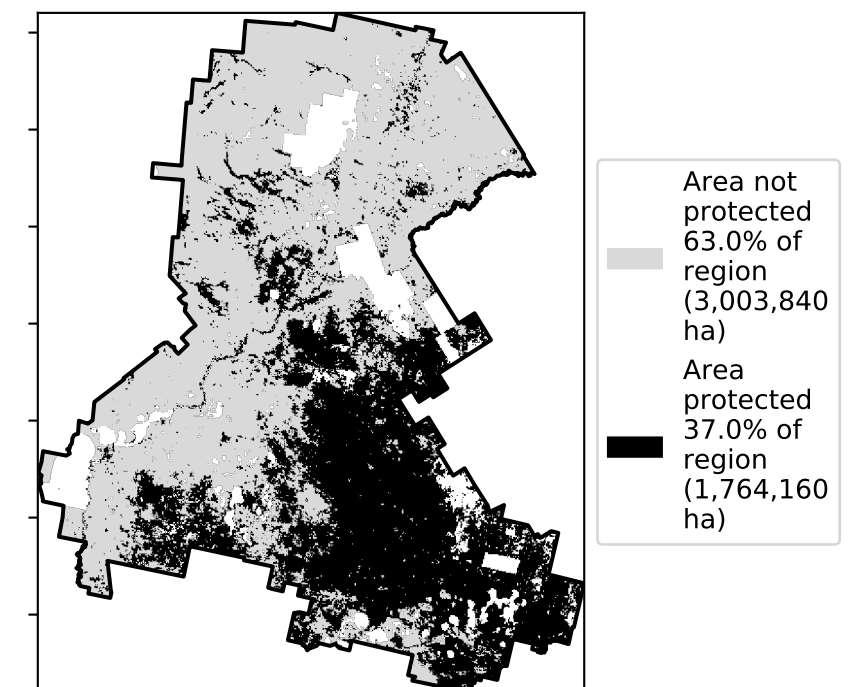 Area not
protected
63.0% of
region
(3,003,840
ha)
Area
protected
37.0% of
region
(1,764,160
ha)